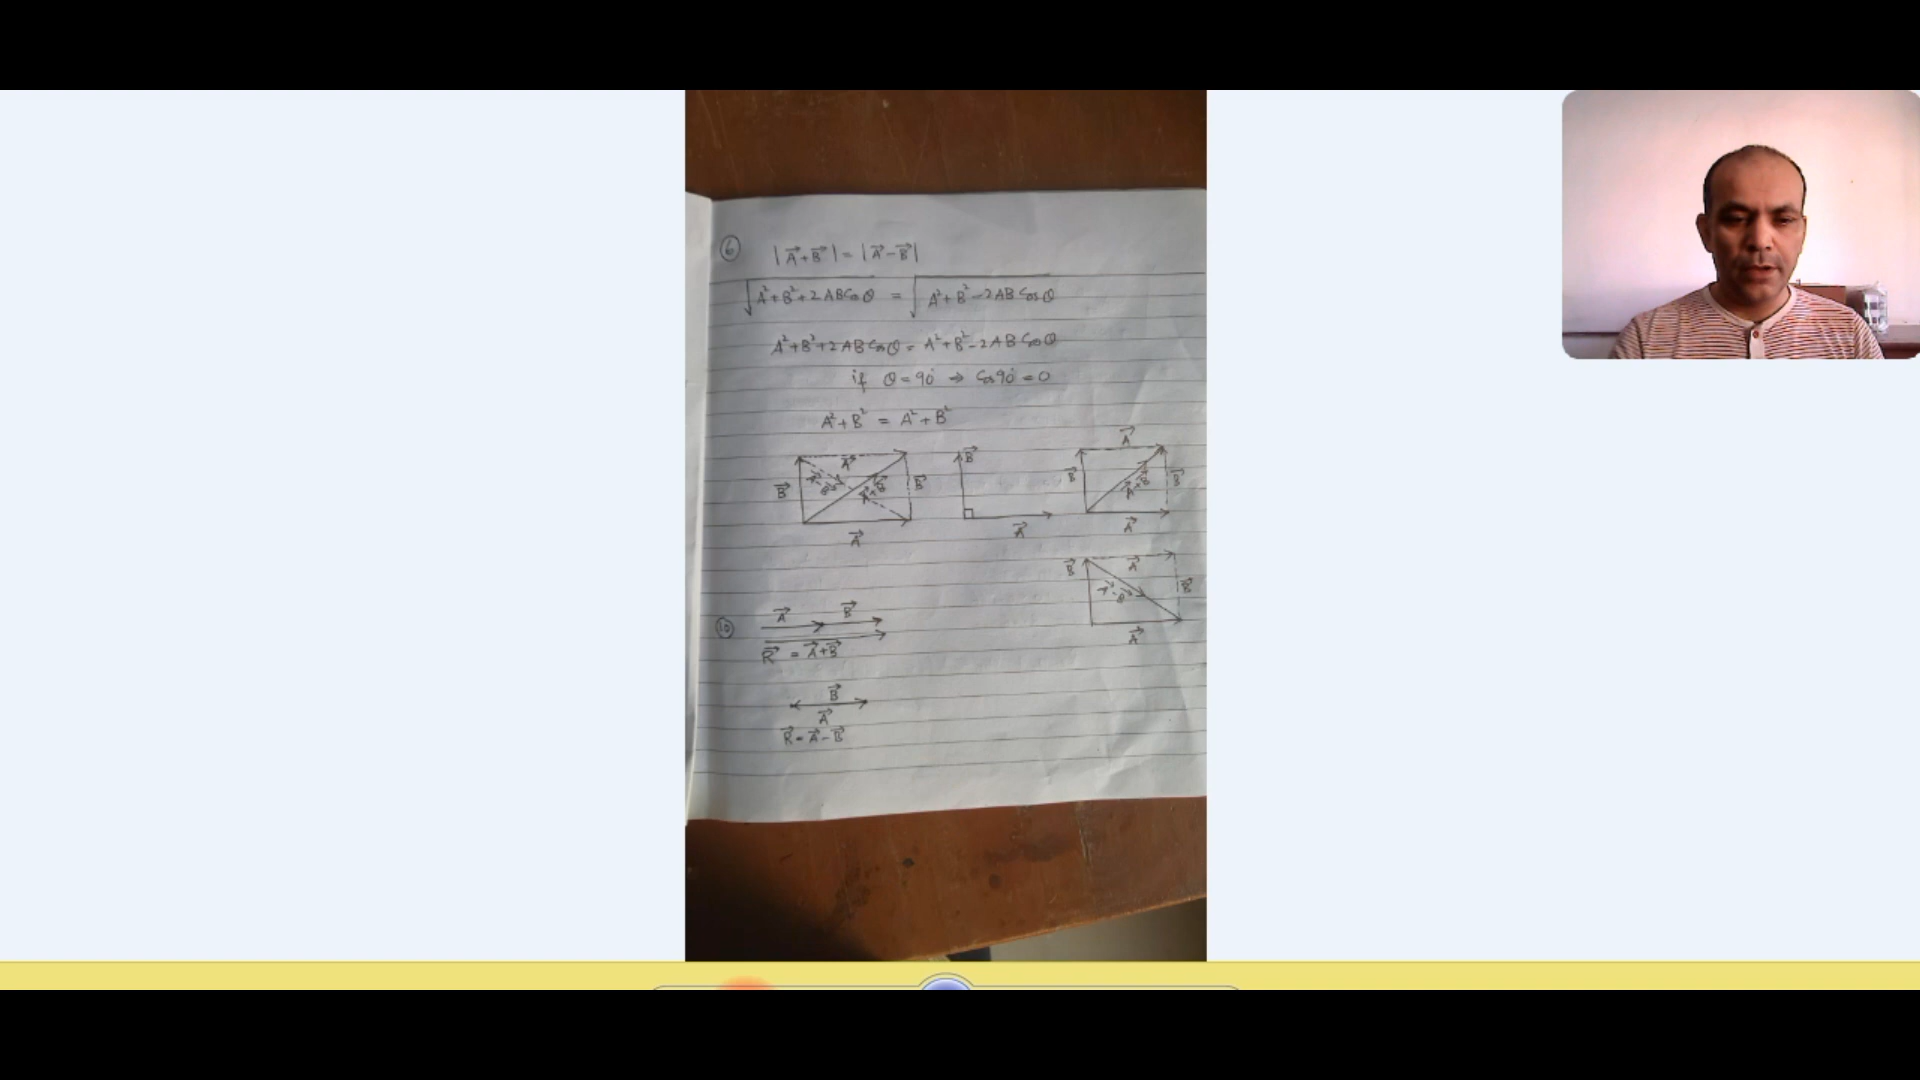 6
|A⃗+B⃗| = |A⃗-B⃗|
√A²+B²+2ABCosθ = √A²+B²-2ABCosθ
A²+B²+2ABCosθ = A²+B²-2ABCosθ
if θ=90° ⇒ Cos90°=0
A²+B² = A²+B²
A⃗
B⃗
A⃗-B⃗
A⃗+B⃗
B⃗
A⃗
B⃗
A⃗
A⃗
B⃗
A⃗+B⃗
B⃗
A⃗
B⃗
A⃗
A⃗-B⃗
B⃗
A⃗
10
A⃗ B⃗
R⃗ = A⃗+B⃗
B⃗
A⃗
R⃗ = A⃗-B⃗